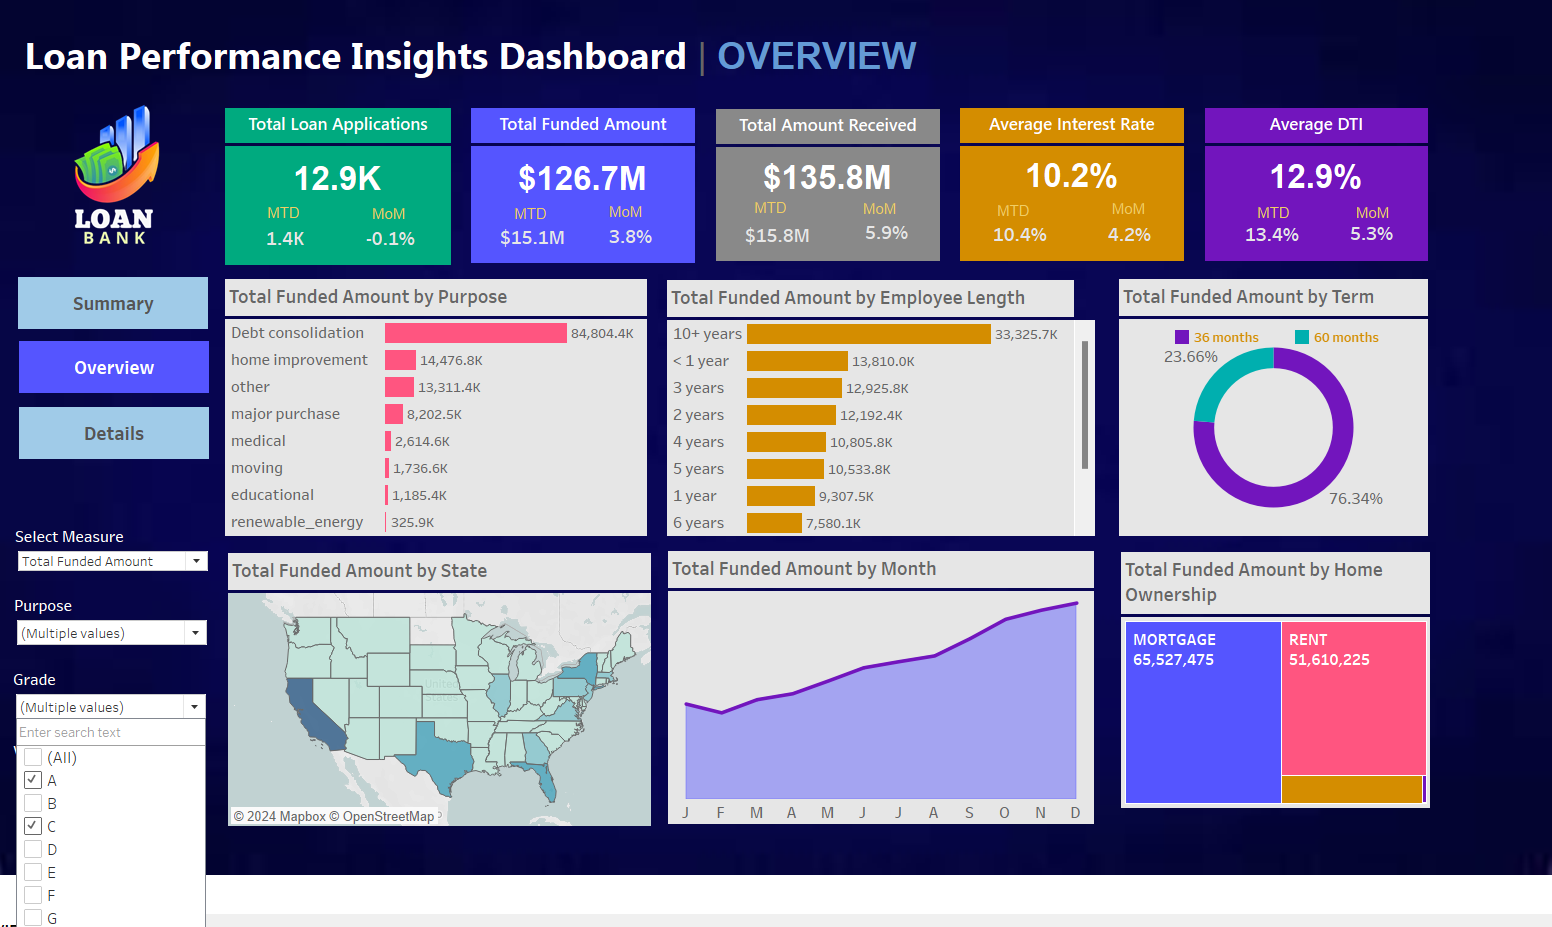 Loan Performance Insights Dashboard | OVERVIEW
LOAN
BANK
Total Loan Applications
12.9K
MTD MoM
1.4K -0.1%
Total Funded Amount
$126.7M
MTD MoM
$15.1M 3.8%
Total Amount Received
$135.8M
MTD MoM
$15.8M 5.9%
Average Interest Rate
10.2%
MTD MoM
10.4% 4.2%
Average DTI
12.9%
MTD MoM
13.4% 5.3%
Summary
Overview
Details
Select Measure
Total Funded Amount
Purpose
(Multiple values)
Grade
(Multiple values)
Enter search text
(All)
A
B
C
D
E
F
G
Total Funded Amount by Purpose
Debt consolidation 84,804.4K
home improvement 14,476.8K
other 13,311.4K
major purchase 8,202.5K
medical 2,614.6K
moving 1,736.6K
educational 1,185.4K
renewable_energy 325.9K
Total Funded Amount by Employee Length
10+ years 33,325.7K
< 1 year 13,810.0K
3 years 12,925.8K
2 years 12,192.4K
4 years 10,805.8K
5 years 10,533.8K
1 year 9,307.5K
6 years 7,580.1K
Total Funded Amount by Term
36 months 60 months
23.66%
76.34%
Total Funded Amount by State
United
States
© 2024 Mapbox © OpenStreetMap
Total Funded Amount by Month
J F M A M J J A S O N D
Total Funded Amount by Home
Ownership
MORTGAGE
65,527,475
RENT
51,610,225